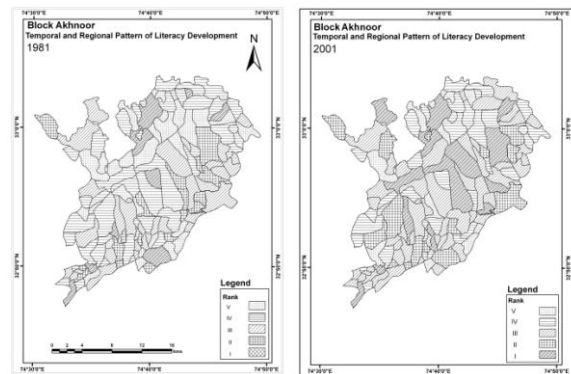 74°30'0"E
74°40'0"E
74°50'0"E
Block Akhnoor
Temporal and Regional Pattern of Literacy Development
1981
N
Legend
Rank
V
IV
III
II
I
0 2 4 8 12 16
74°30'0"E
74°40'0"E
74°50'0"E
74°30'0"E
74°40'0"E
74°50'0"E
Block Akhnoor
Temporal and Regional Pattern of Literacy Development
2001
Legend
Rank
V
IV
III
II
I
74°30'0"E
74°40'0"E
74°50'0"E